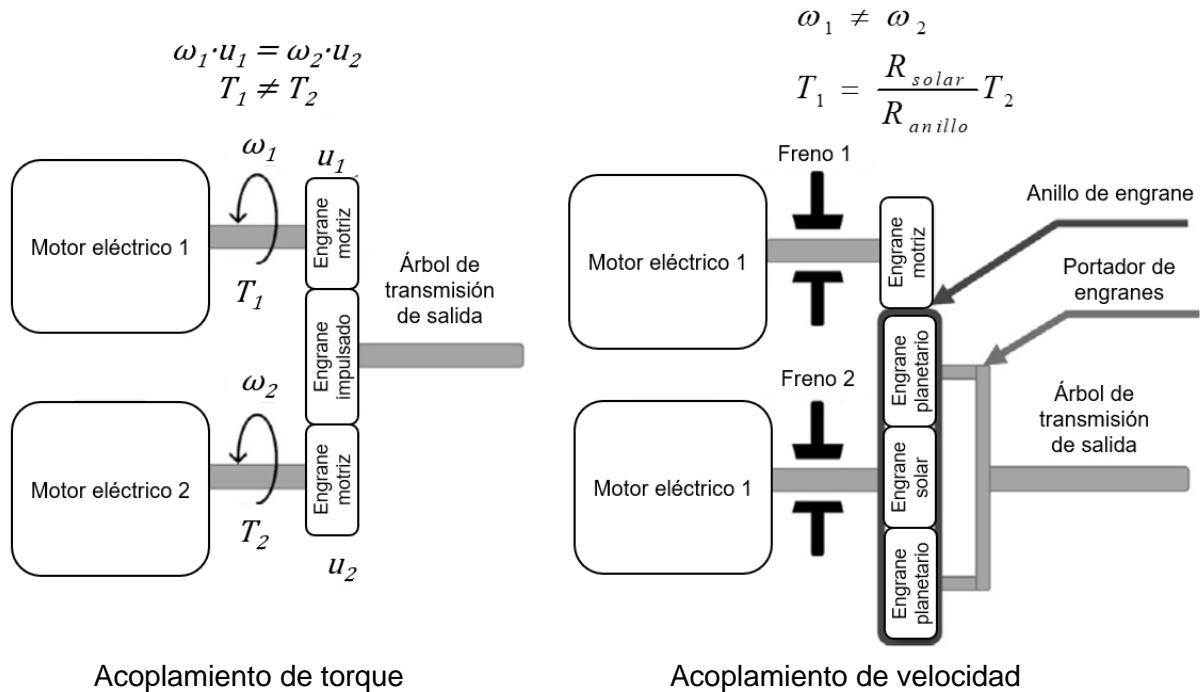 ω₁·u₁ = ω₂·u₂
T₁ ≠ T₂
ω₁
u₁
Motor eléctrico 1
T₁
Engrane
motriz
Engrane
impulsado
Árbol de
transmisión
de salida
ω₂
Motor eléctrico 2
T₂
Engrane
motriz
u₂
Acoplamiento de torque
ω₁ ≠ ω₂
T₁ = R_solar / R_anillo T₂
Freno 1
Motor eléctrico 1
Engrane
motriz
Anillo de engrane
Portador de
engranes
Freno 2
Motor eléctrico 1
Engrane
planetario
Engrane
solar
Engrane
planetario
Árbol de
transmisión
de salida
Acoplamiento de velocidad